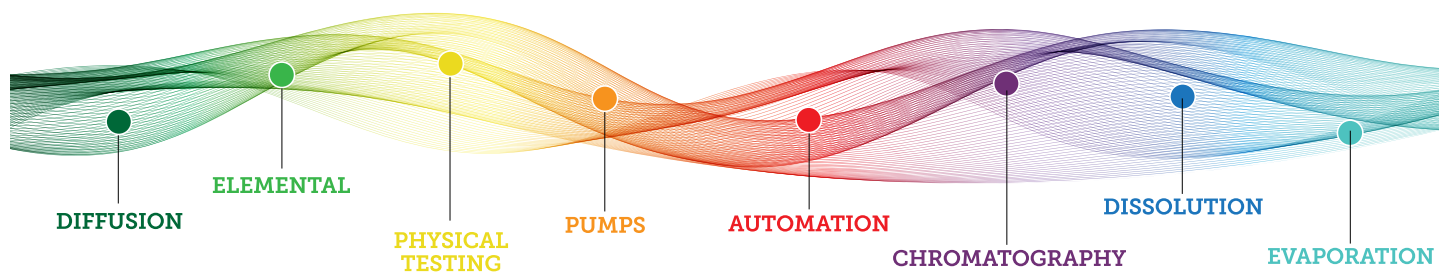 DIFFUSION
ELEMENTAL
PHYSICAL
TESTING
PUMPS
AUTOMATION
CHROMATOGRAPHY
DISSOLUTION
EVAPORATION